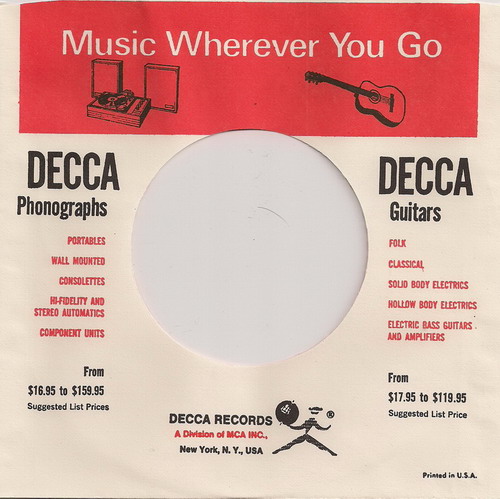 Music Wherever You Go
DECCA
Phonographs
PORTABLES
WALL MOUNTED
CONSOLETTES
HI-FIDELITY AND
STEREO AUTOMATICS
COMPONENT UNITS
From
$16.95 to $159.95
Suggested List Prices
DECCA
Guitars
FOLK
CLASSICAL
SOLID BODY ELECTRICS
HOLLOW BODY ELECTRICS
ELECTRIC BASS GUITARS
AND AMPLIFIERS
From
$17.95 to $119.95
Suggested List Prices
DECCA RECORDS
A Division of MCA INC.,
New York, N. Y., USA
®
Printed in U.S.A.